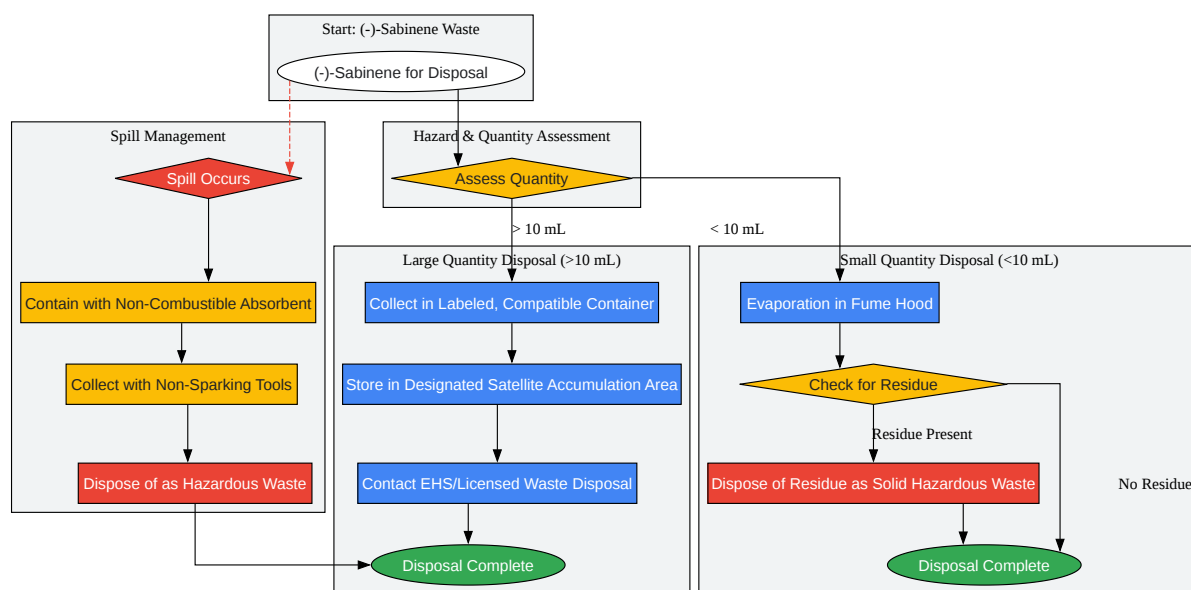 Start: (-)-Sabinene Waste
(-)-Sabinene for Disposal
Spill Management
Hazard & Quantity Assessment
Spill Occurs
Assess Quantity
> 10 mL
< 10 mL
Large Quantity Disposal (>10 mL)
Small Quantity Disposal (<10 mL)
Contain with Non-Combustible Absorbent
Collect in Labeled, Compatible Container
Evaporation in Fume Hood
Collect with Non-Sparking Tools
Store in Designated Satellite Accumulation Area
Check for Residue
Residue Present
Dispose of as Hazardous Waste
Contact EHS/Licensed Waste Disposal
Dispose of Residue as Solid Hazardous Waste
No Residue
Disposal Complete
Disposal Complete